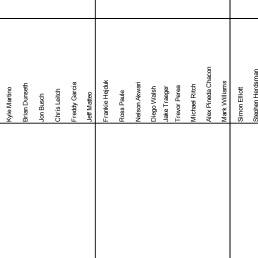 Kyle Martino
Brian Dunseth
Jon Busch
Chris Leitch
Freddy Garcia
Jeff Matteo
Frankie Hejduk
Ross Paule
Nelson Akwari
Diego Walsh
Jake Traeger
Trevor Perea
Michael Ritch
Alex Pineda Chacon
Mark Williams
Simon Elliott
Stephen Herdsman